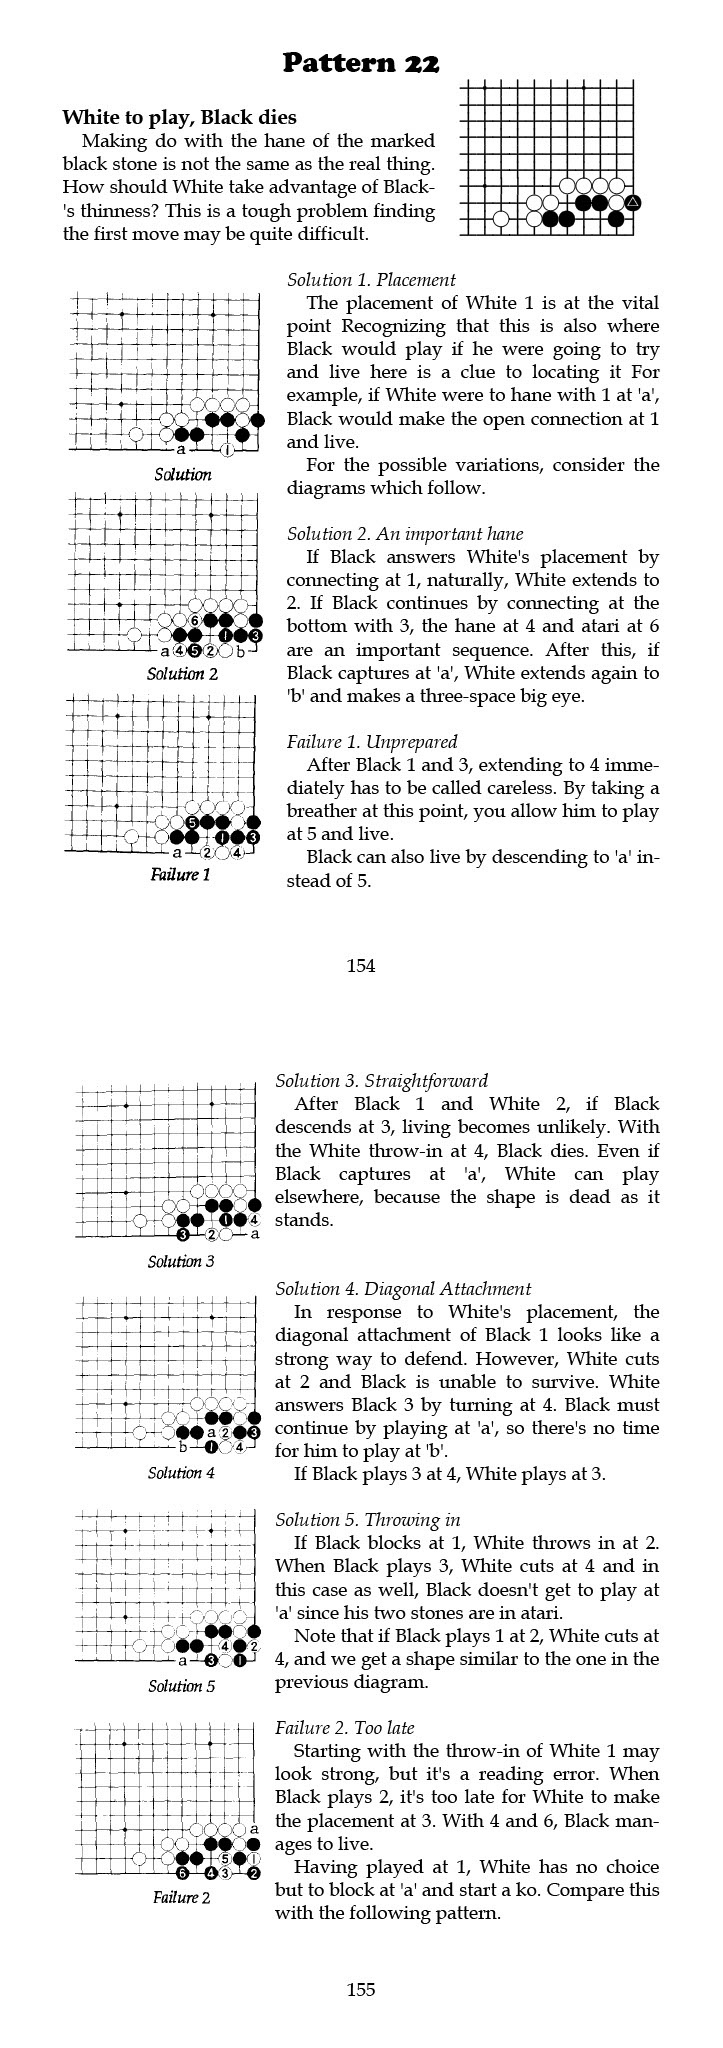 Pattern 22
White to play, Black dies
Making do with the hane of the marked
black stone is not the same as the real thing.
How should White take advantage of Black-
's thinness? This is a tough problem finding
the first move may be quite difficult.
Solution 1. Placement
The placement of White 1 is at the vital
point Recognizing that this is also where
Black would play if he were going to try
and live here is a clue to locating it For
example, if White were to hane with 1 at 'a',
Black would make the open connection at 1
and live.
For the possible variations, consider the
diagrams which follow.
a 1
Solution
Solution 2. An important hane
If Black answers White's placement by
connecting at 1, naturally, White extends to
2. If Black continues by connecting at the
bottom with 3, the hane at 4 and atari at 6
are an important sequence. After this, if
Black captures at 'a', White extends again to
'b' and makes a three-space big eye.
6
1 3
a 4 5 2 b
Solution 2
Failure 1. Unprepared
After Black 1 and 3, extending to 4 imme-
diately has to be called careless. By taking a
breather at this point, you allow him to play
at 5 and live.
Black can also live by descending to 'a' in-
stead of 5.
5
1 3
a 2 4
Failure 1
154
Solution 3. Straightforward
After Black 1 and White 2, if Black
descends at 3, living becomes unlikely. With
the White throw-in at 4, Black dies. Even if
Black captures at 'a', White can play
elsewhere, because the shape is dead as it
stands.
1 4
3 2 a
Solution 3
Solution 4. Diagonal Attachment
In response to White's placement, the
diagonal attachment of Black 1 looks like a
strong way to defend. However, White cuts
at 2 and Black is unable to survive. White
answers Black 3 by turning at 4. Black must
continue by playing at 'a', so there's no time
for him to play at 'b'.
If Black plays 3 at 4, White plays at 3.
a 2 3
b 1 4
Solution 4
Solution 5. Throwing in
If Black blocks at 1, White throws in at 2.
When Black plays 3, White cuts at 4 and in
this case as well, Black doesn't get to play at
'a' since his two stones are in atari.
Note that if Black plays 1 at 2, White cuts at
4, and we get a shape similar to the one in the
previous diagram.
4 2
a 3 1
Solution 5
Failure 2. Too late
Starting with the throw-in of White 1 may
look strong, but it's a reading error. When
Black plays 2, it's too late for White to make
the placement at 3. With 4 and 6, Black man-
ages to live.
Having played at 1, White has no choice
but to block at 'a' and start a ko. Compare this
with the following pattern.
a
5 1
6 4 3 2
Failure 2
155